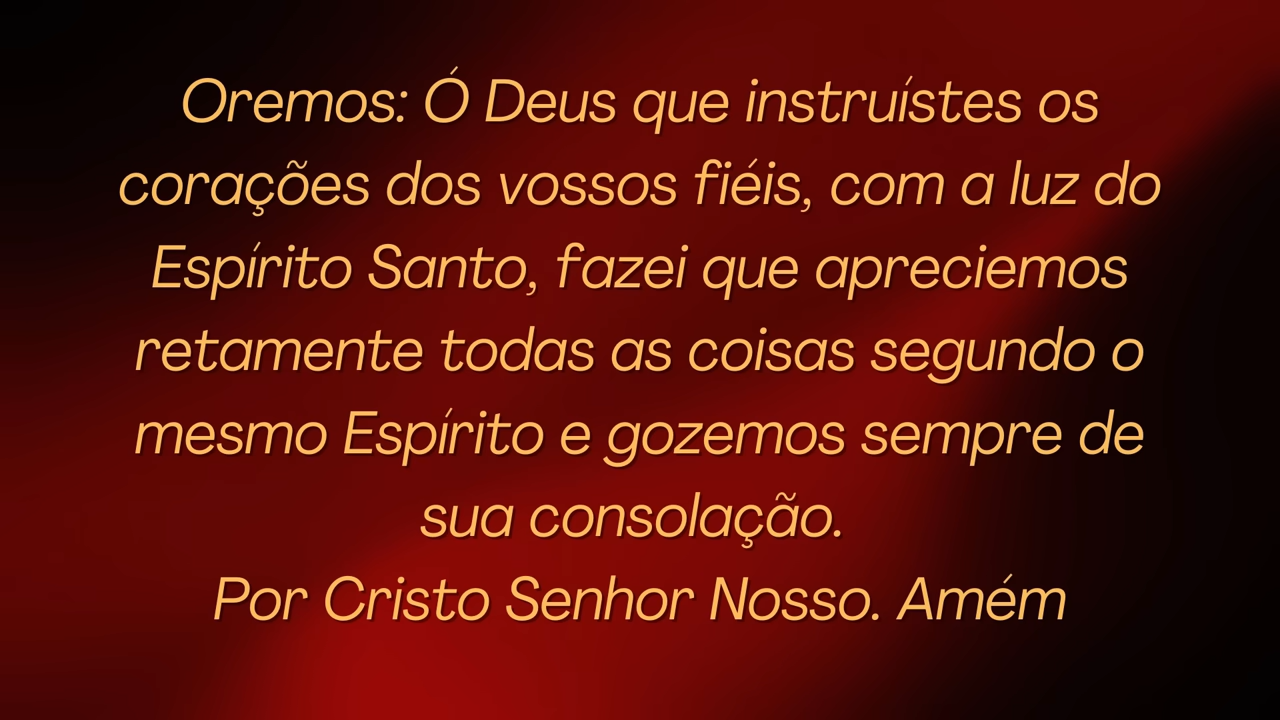 Oremos: Ó Deus que instruístes os
corações dos vossos fiéis, com a luz do
Espírito Santo, fazei que apreciemos
retamente todas as coisas segundo o
mesmo Espírito e gozemos sempre de
sua consolação.
Por Cristo Senhor Nosso. Amém